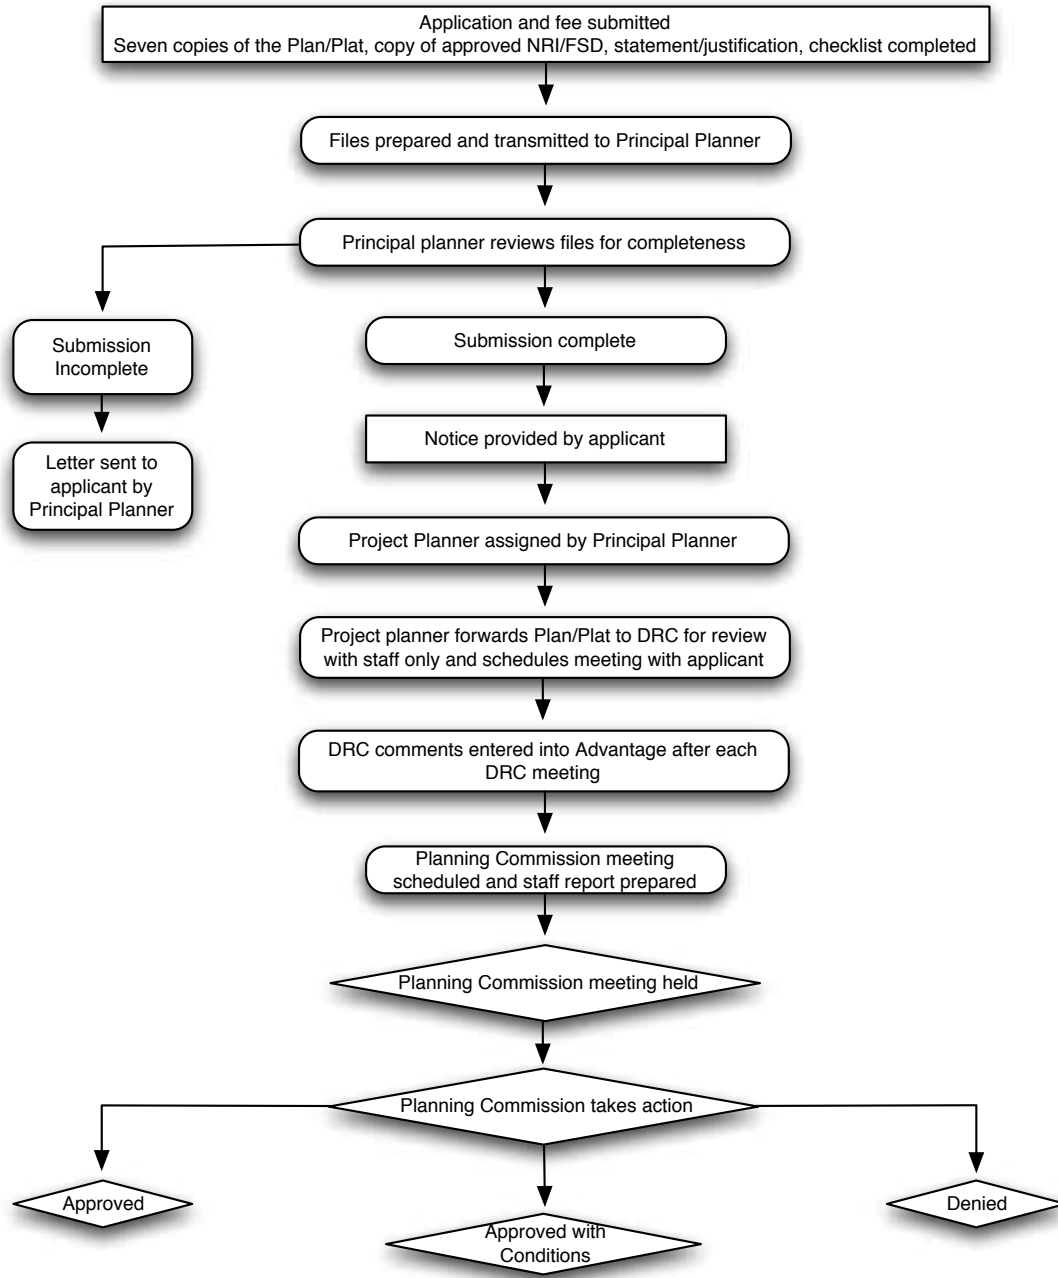 Application and fee submitted
Seven copies of the Plan/Plat, copy of approved NRI/FSD, statement/justification, checklist completed
Files prepared and transmitted to Principal Planner
Principal planner reviews files for completeness
Submission
Incomplete
Submission complete
Letter sent to
applicant by
Principal Planner
Notice provided by applicant
Project Planner assigned by Principal Planner
Project planner forwards Plan/Plat to DRC for review
with staff only and schedules meeting with applicant
DRC comments entered into Advantage after each
DRC meeting
Planning Commission meeting
scheduled and staff report prepared
Planning Commission meeting held
Planning Commission takes action
Approved
Approved with
Conditions
Denied